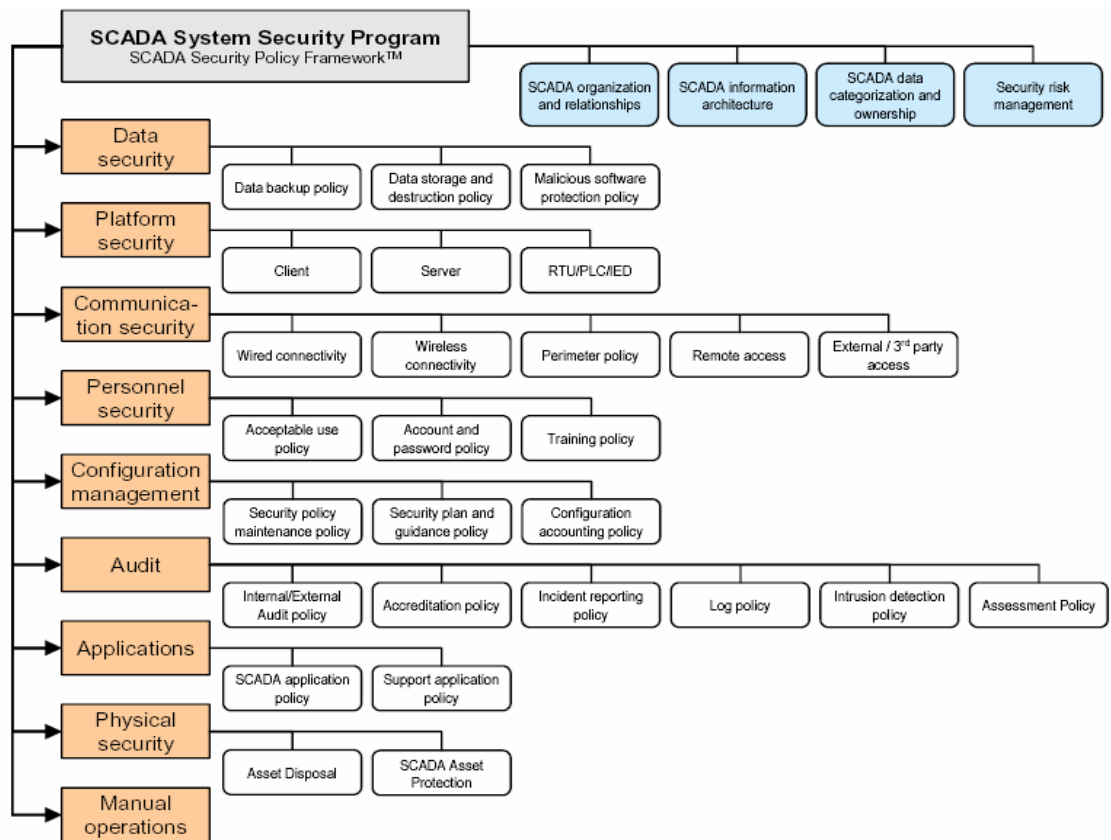 SCADA System Security Program
SCADA Security Policy Framework™
SCADA organization
and relationships
SCADA information
architecture
SCADA data
categorization and
ownership
Security risk
management
Data
security
Data backup policy
Data storage and
destruction policy
Malicious software
protection policy
Platform
security
Client
Server
RTU/PLC/IED
Communica-
tion security
Wired connectivity
Wireless
connectivity
Perimeter policy
Remote access
External / 3rd party
access
Personnel
security
Acceptable use
policy
Account and
password policy
Training policy
Configuration
management
Security policy
maintenance policy
Security plan and
guidance policy
Configuration
accounting policy
Audit
Internal/External
Audit policy
Accreditation policy
Incident reporting
policy
Log policy
Intrusion detection
policy
Assessment Policy
Applications
SCADA application
policy
Support application
policy
Physical
security
Asset Disposal
SCADA Asset
Protection
Manual
operations